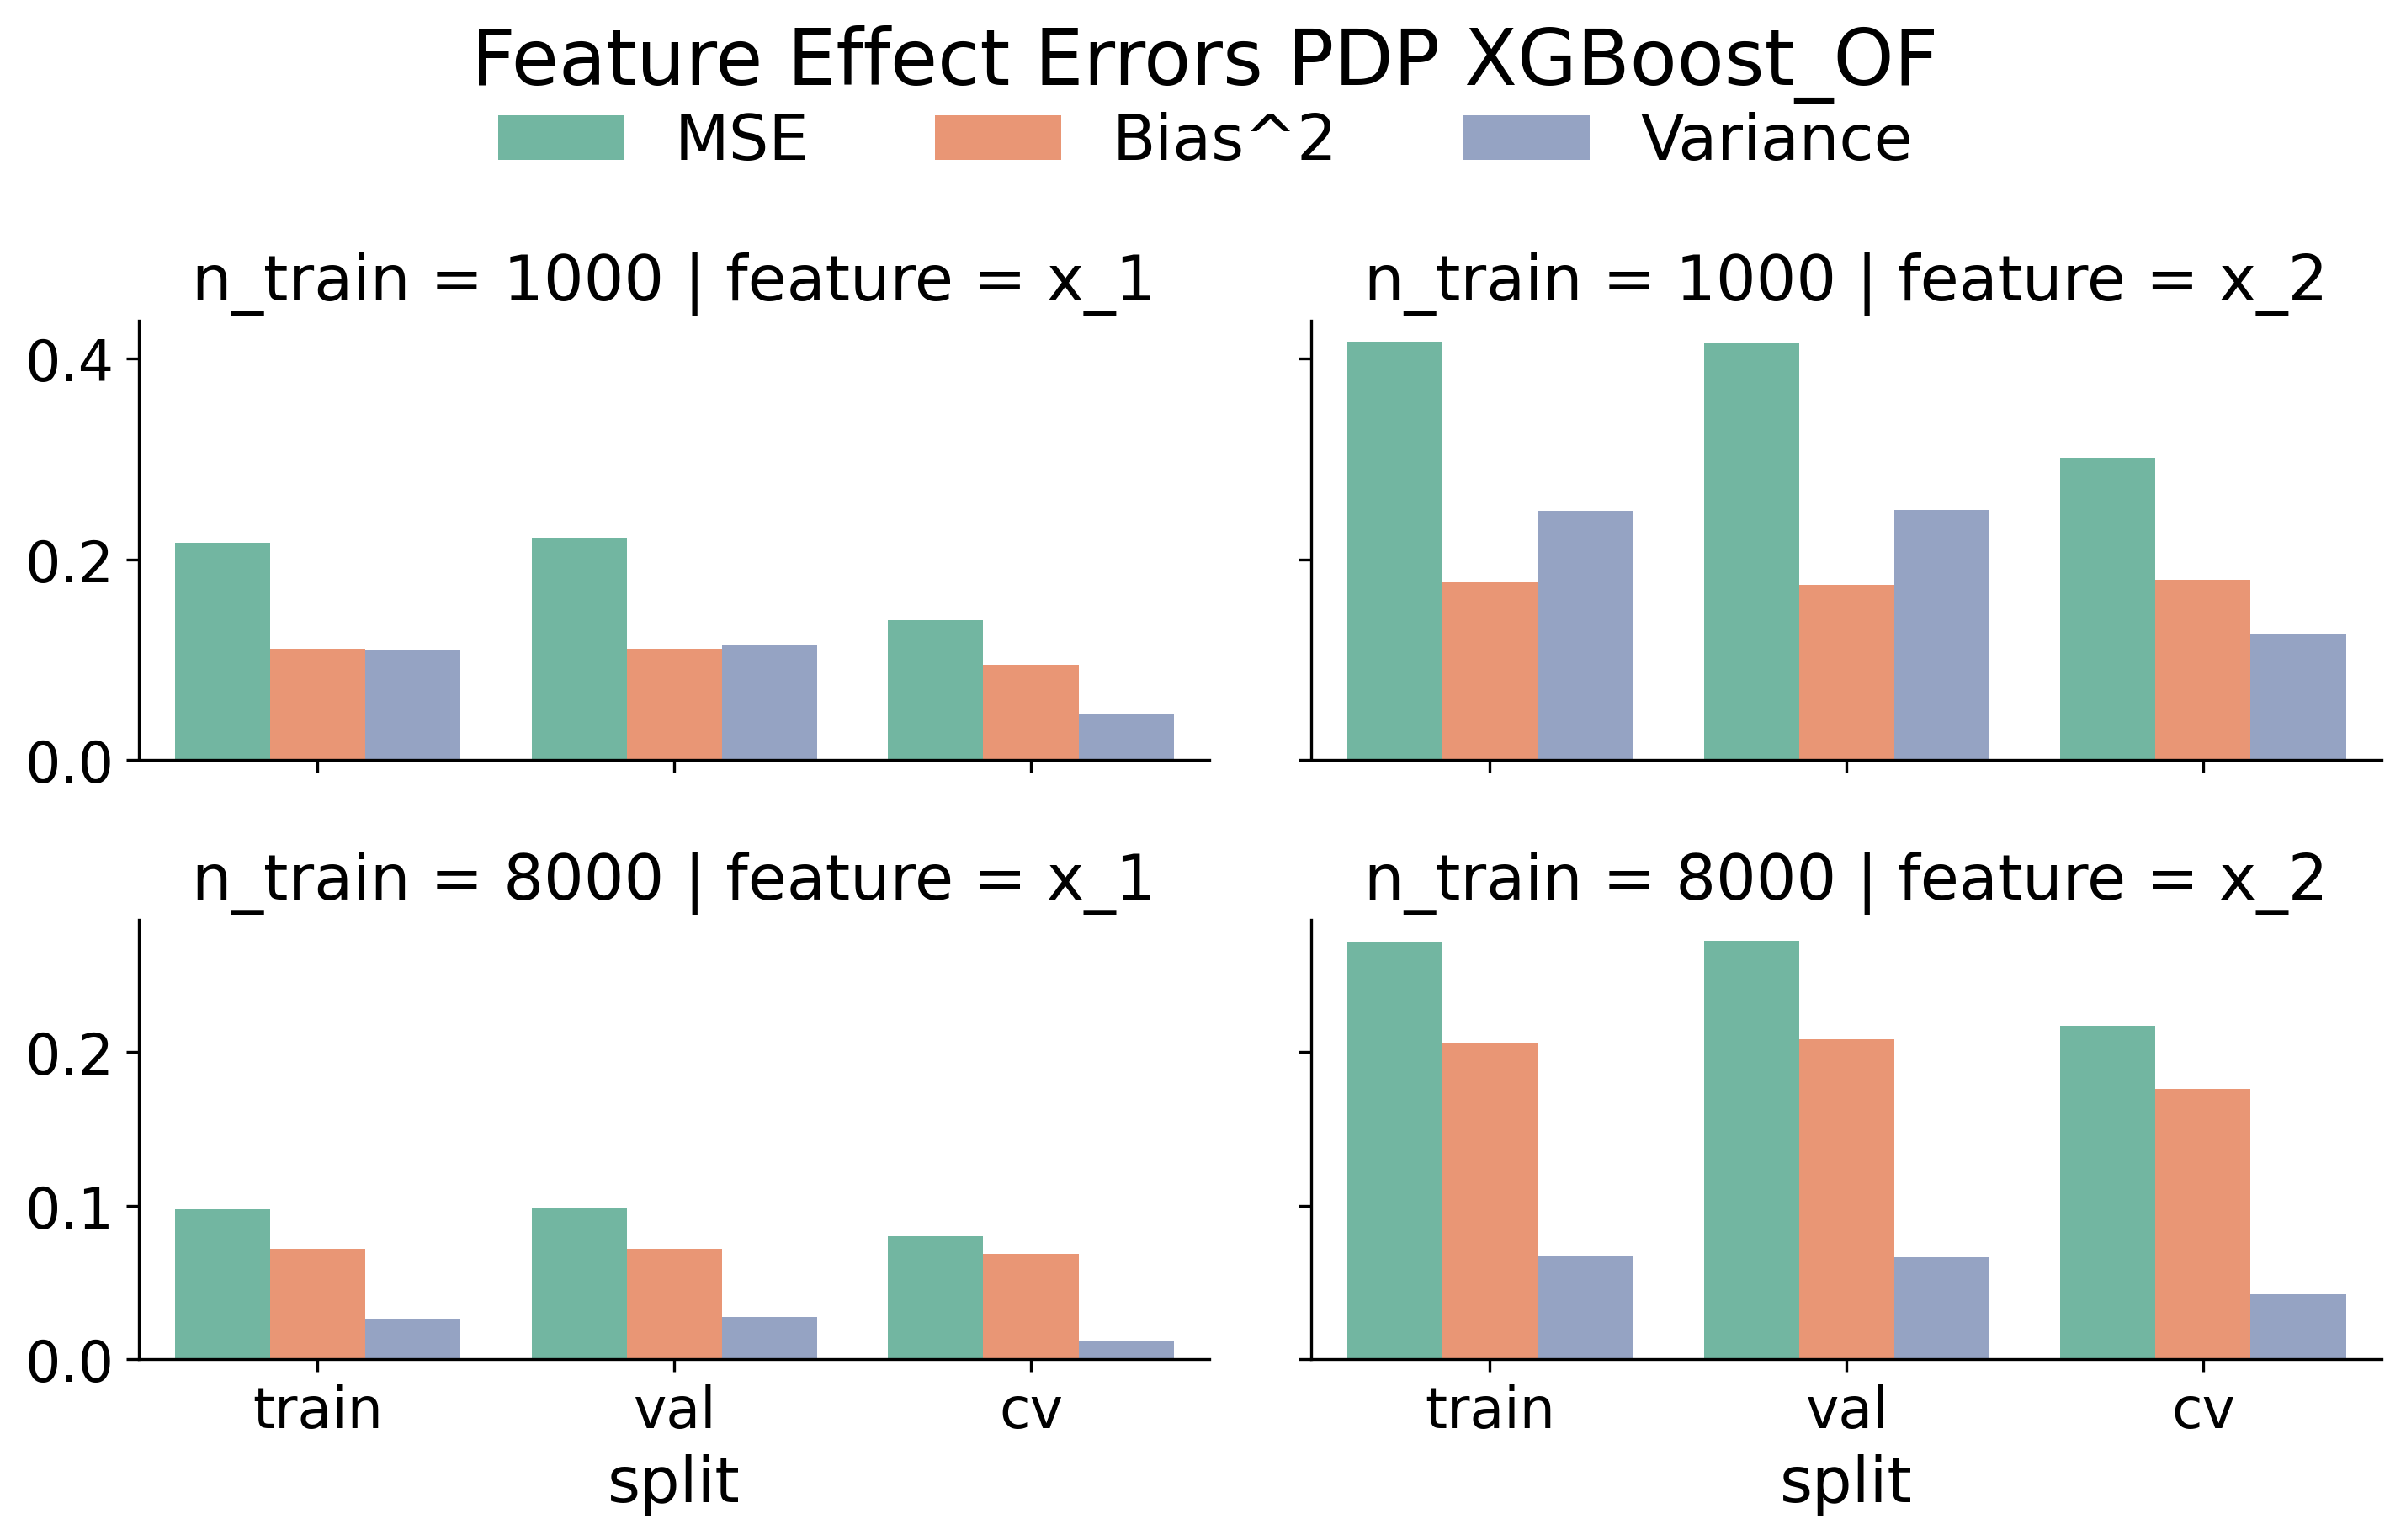 Feature Effect Errors PDP XGBoost_OF
MSE Bias^2 Variance
n_train = 1000 | feature = x_1
n_train = 1000 | feature = x_2
0.4
0.2
0.0
n_train = 8000 | feature = x_1
n_train = 8000 | feature = x_2
0.2
0.1
0.0
train val cv
train val cv
split
split